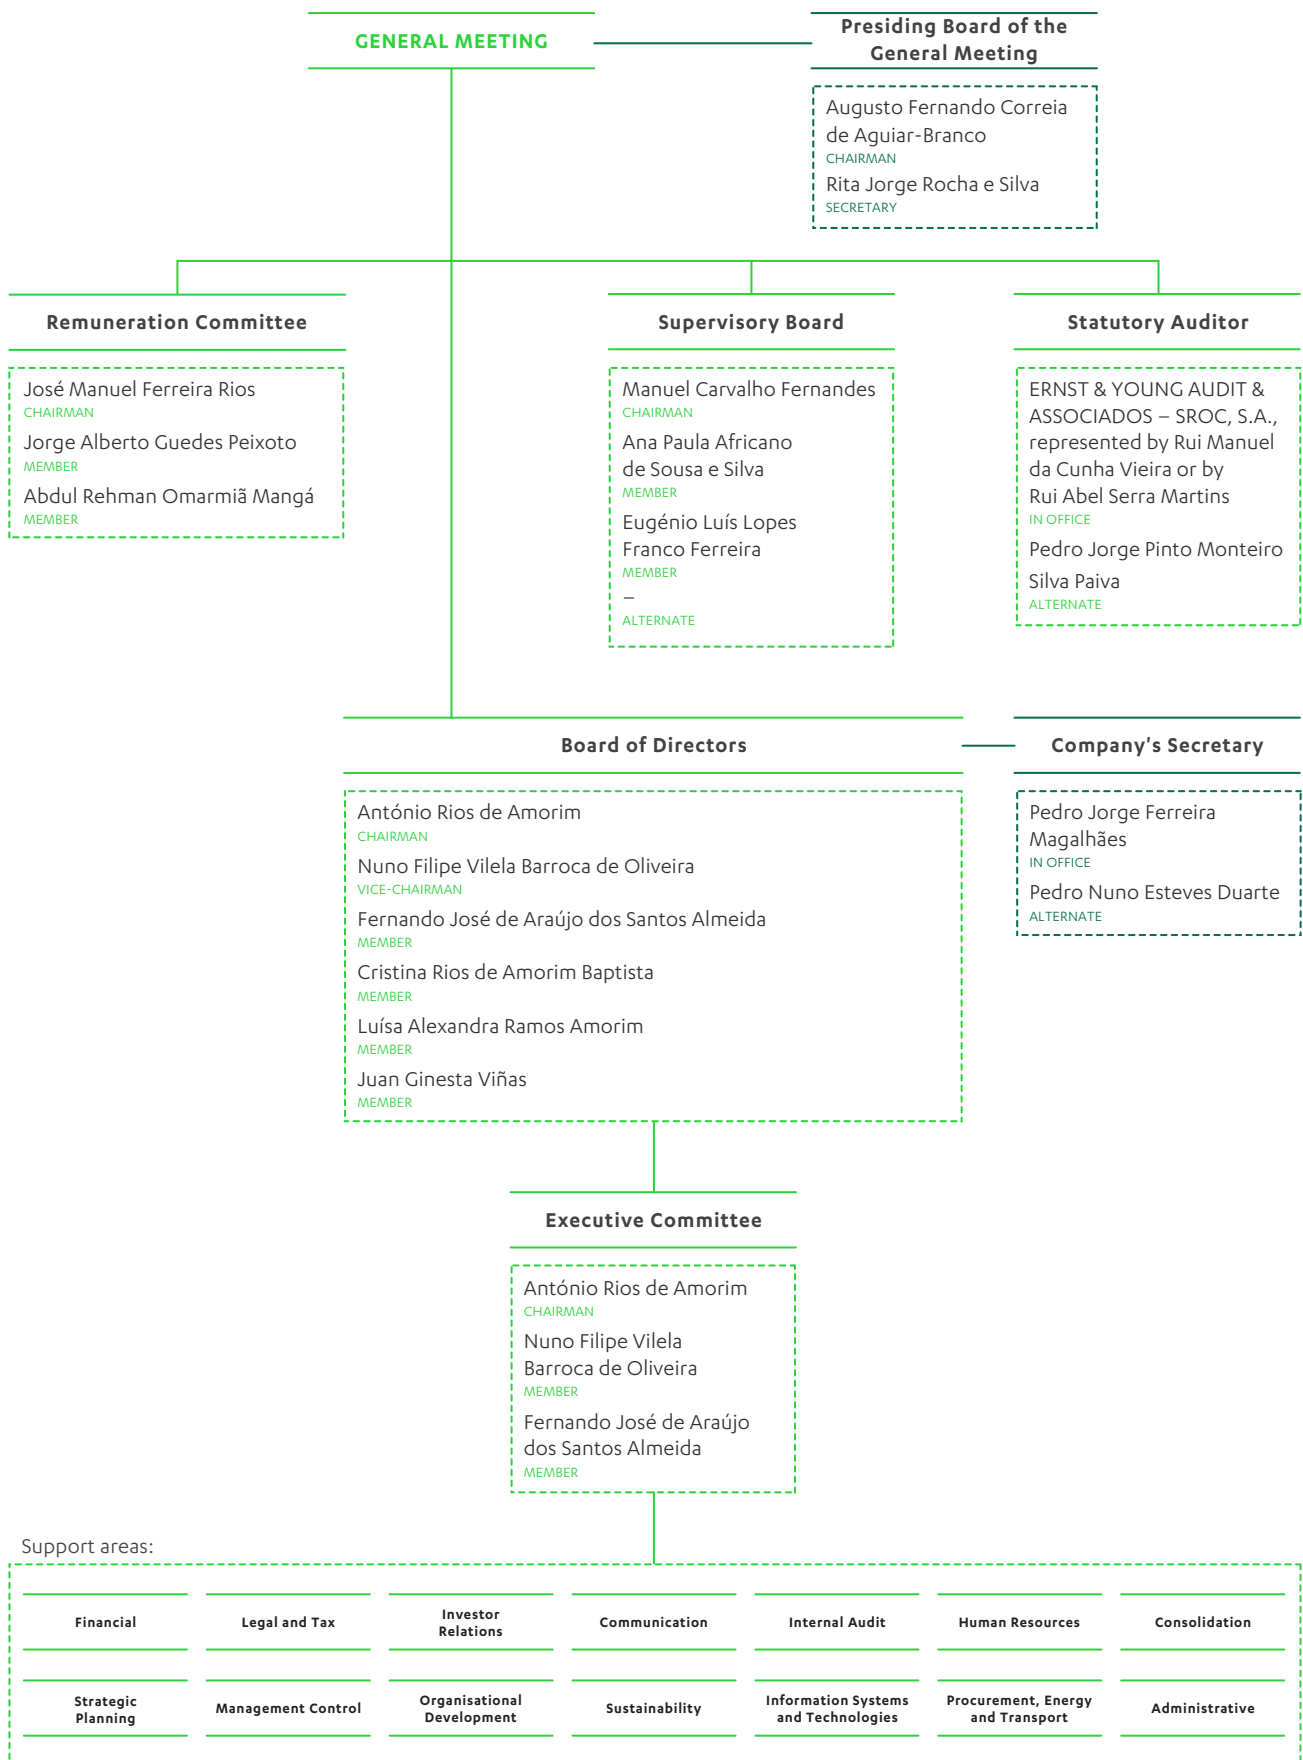 GENERAL MEETING
Presiding Board of the
General Meeting
Augusto Fernando Correia
de Aguiar-Branco
CHAIRMAN
Rita Jorge Rocha e Silva
SECRETARY
Remuneration Committee
José Manuel Ferreira Rios
CHAIRMAN
Jorge Alberto Guedes Peixoto
MEMBER
Abdul Rehman Omarmiã Mangá
MEMBER
Supervisory Board
Manuel Carvalho Fernandes
CHAIRMAN
Ana Paula Africano
de Sousa e Silva
MEMBER
Eugénio Luís Lopes
Franco Ferreira
MEMBER
–
ALTERNATE
Statutory Auditor
ERNST & YOUNG AUDIT &
ASSOCIADOS – SROC, S.A.,
represented by Rui Manuel
da Cunha Vieira or by
Rui Abel Serra Martins
IN OFFICE
Pedro Jorge Pinto Monteiro
Silva Paiva
ALTERNATE
Board of Directors
António Rios de Amorim
CHAIRMAN
Nuno Filipe Vilela Barroca de Oliveira
VICE-CHAIRMAN
Fernando José de Araújo dos Santos Almeida
MEMBER
Cristina Rios de Amorim Baptista
MEMBER
Luísa Alexandra Ramos Amorim
MEMBER
Juan Ginesta Viñas
MEMBER
Company's Secretary
Pedro Jorge Ferreira
Magalhães
IN OFFICE
Pedro Nuno Esteves Duarte
ALTERNATE
Executive Committee
António Rios de Amorim
CHAIRMAN
Nuno Filipe Vilela
Barroca de Oliveira
MEMBER
Fernando José de Araújo
dos Santos Almeida
MEMBER
Support areas:
Financial
Legal and Tax
Investor
Relations
Communication
Internal Audit
Human Resources
Consolidation
Strategic
Planning
Management Control
Organisational
Development
Sustainability
Information Systems
and Technologies
Procurement, Energy
and Transport
Administrative